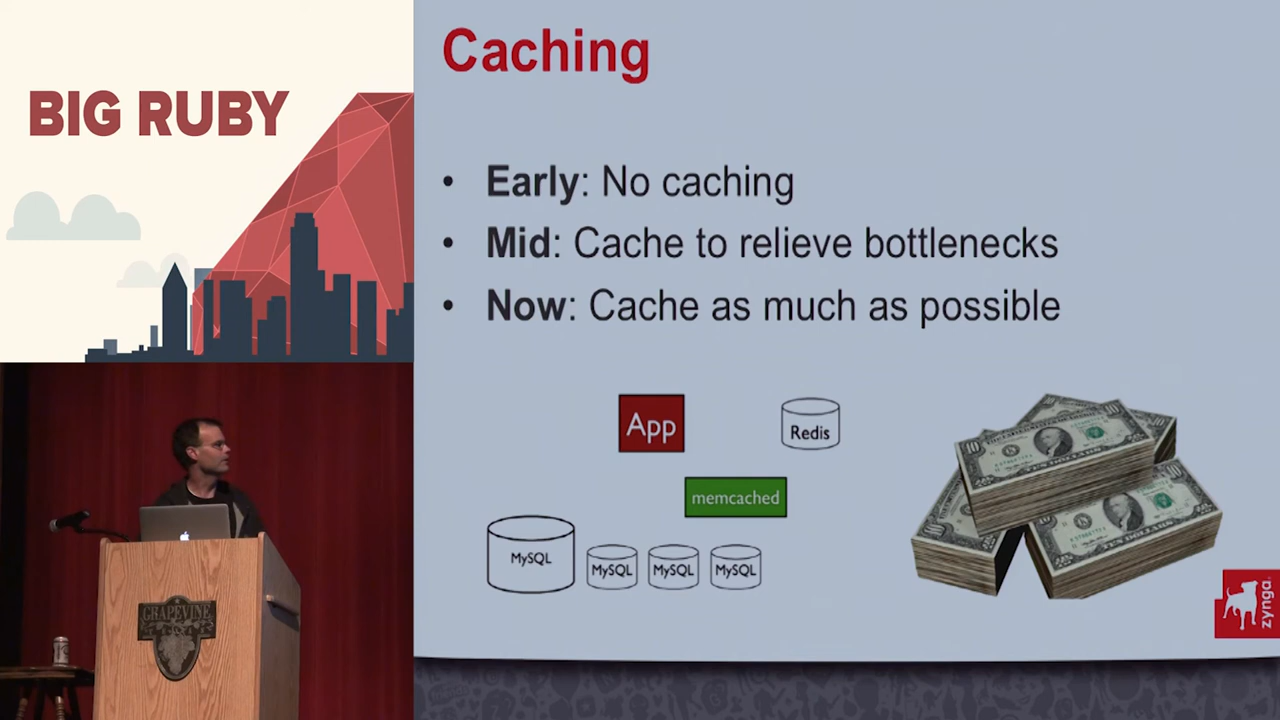 BIG RUBY
Caching
• Early: No caching
• Mid: Cache to relieve bottlenecks
• Now: Cache as much as possible
App
Redis
memcached
MySQL
MySQL
MySQL
MySQL
zynga
GRAPEVINE